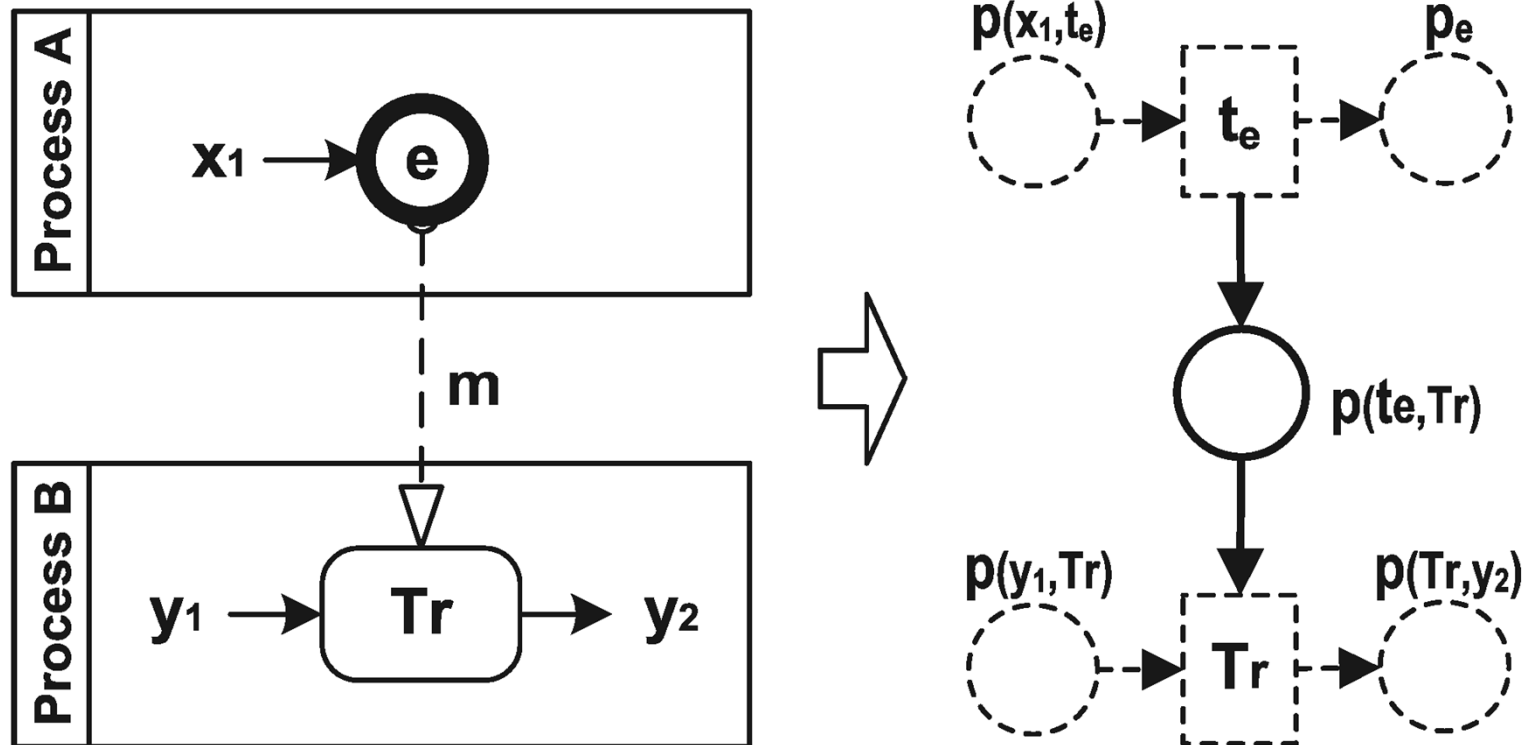 Process A
x1
e
m
Process B
y1
Tr
y2
p(x1,te)
te
pe
p(te,Tr)
p(y1,Tr)
Tr
p(Tr,y2)